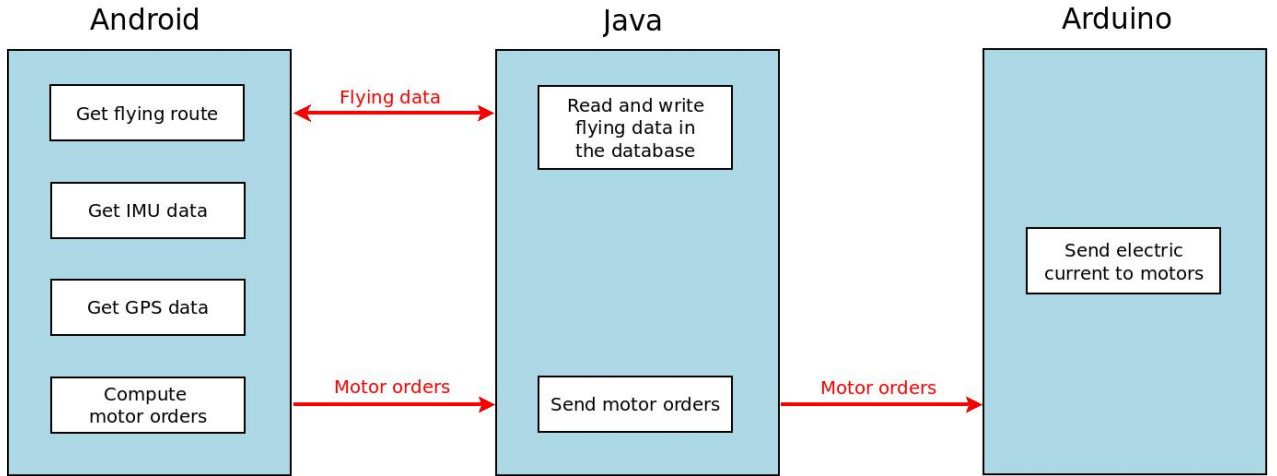 Android
Java
Arduino
Get flying route
Flying data
Read and write
flying data in
the database
Get IMU data
Send electric
current to motors
Get GPS data
Compute
motor orders
Motor orders
Send motor orders
Motor orders